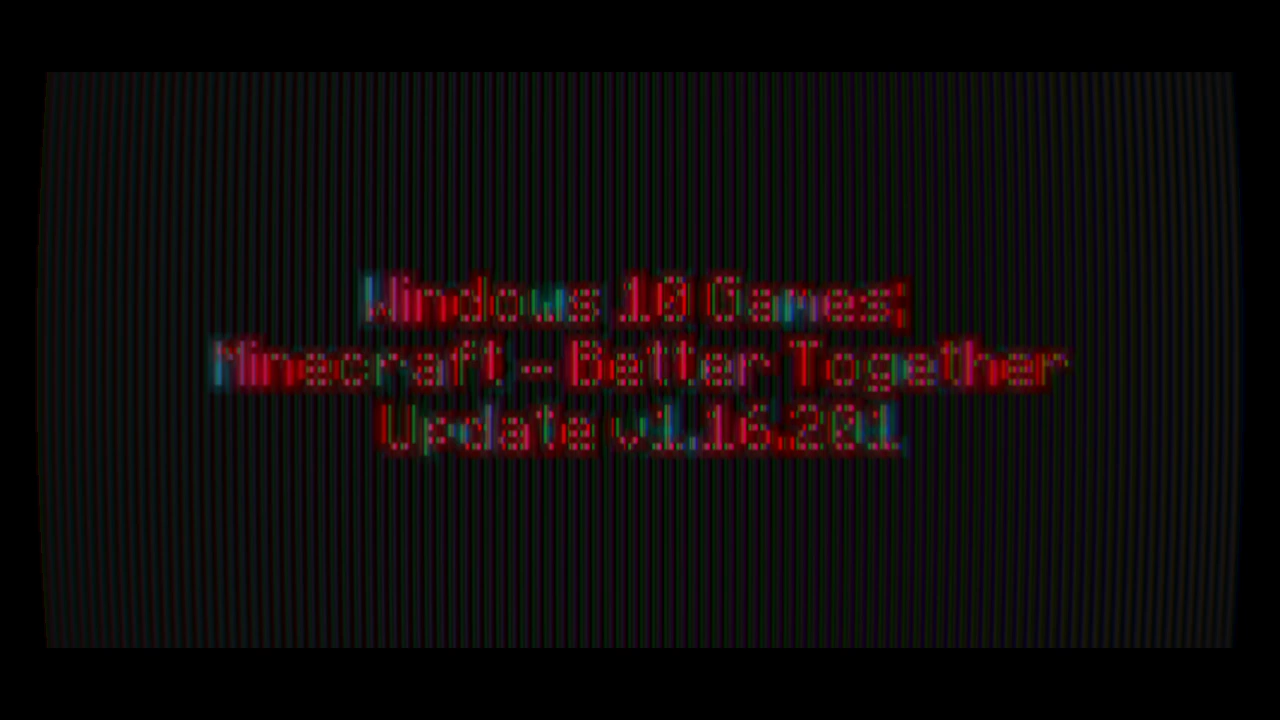 Windows 10 Games;
Minecraft - Better Together
Update v1.16.201